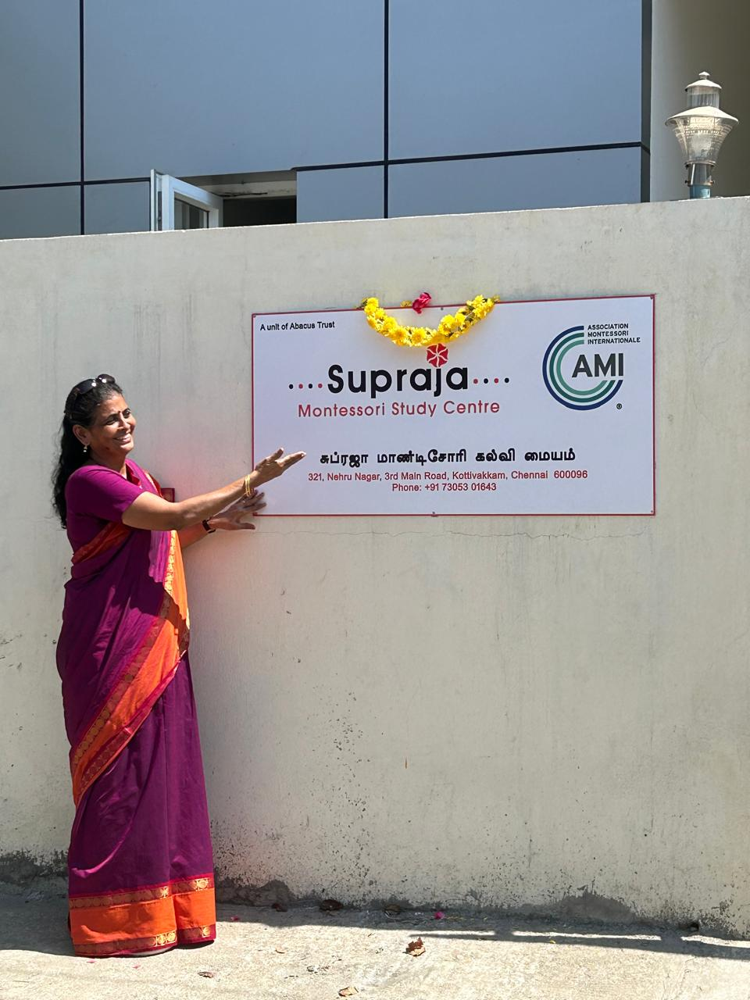 A unit of Abacus Trust
Supraja
Montessori Study Centre
ASSOCIATION
MONTESSORI
INTERNATIONALE
AMI
®
சுப்ரஜா மாண்டிசோரி கல்வி மையம்
321, Nehru Nagar, 3rd Main Road, Kottivakkam, Chennai 600096
Phone: +91 73053 01643